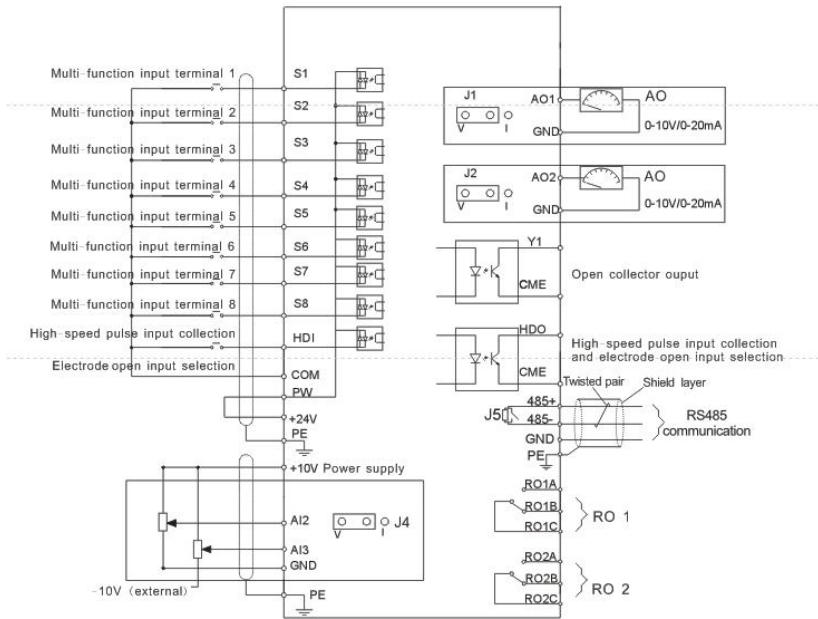 Multi-function input terminal 1
S1
Multi-function input terminal 2
S2
Multi-function input terminal 3
S3
Multi-function input terminal 4
S4
Multi-function input terminal 5
S5
Multi-function input terminal 6
S6
Multi-function input terminal 7
S7
Multi-function input terminal 8
S8
High-speed pulse input collection
HDI
Electrode open input selection
COM
PW
+24V
PE
+10V Power supply
AI2
V
I
J4
AI3
GND
-10V (external)
PE
J1
V
I
AO1
AO
GND
0-10V/0-20mA
J2
V
I
AO2
AO
GND
0-10V/0-20mA
Y1
CME
Open collector ouput
HDO
CME
High-speed pulse input collection
and electrode open input selection
Twisted pair
Shield layer
485+
J5
485-
GND
PE
RS485
communication
RO1A
RO1B
RO1C
RO 1
RO2A
RO2B
RO2C
RO 2